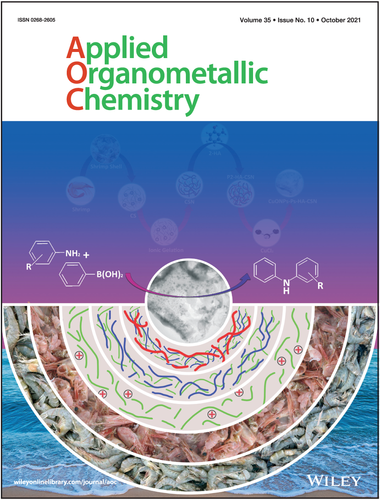 ISSN 0268-2605
Volume 35 • Issue No. 10 • October 2021
Applied
Organometallic
Chemistry
NH₂ +
R
B(OH)₂
N
H
R
wileyonlinelibrary.com/journal/aoc
WILEY